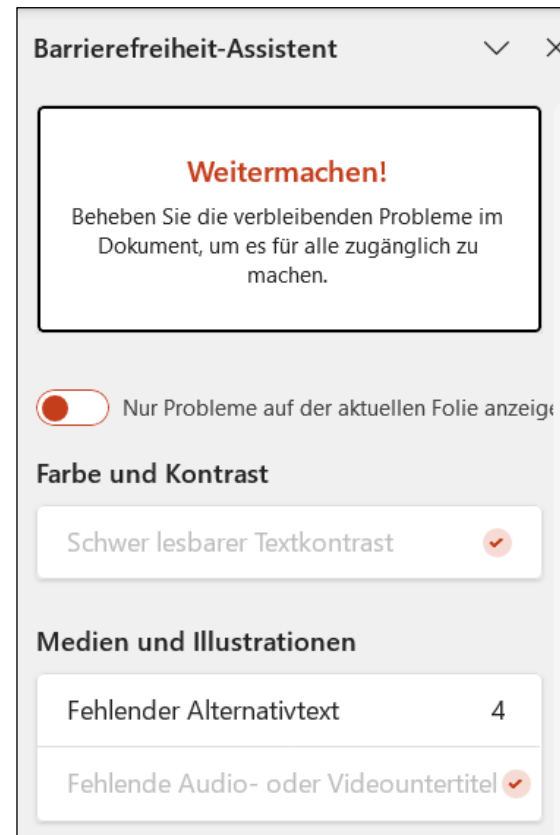 Barrierefreiheit-Assistent
Weitermachen!
Beheben Sie die verbleibenden Probleme im
Dokument, um es für alle zugänglich zu
machen.
Nur Probleme auf der aktuellen Folie anzeige
Farbe und Kontrast
Schwer lesbarer Textkontrast
Medien und Illustrationen
Fehlender Alternativtext 4
Fehlende Audio- oder Videountertitel